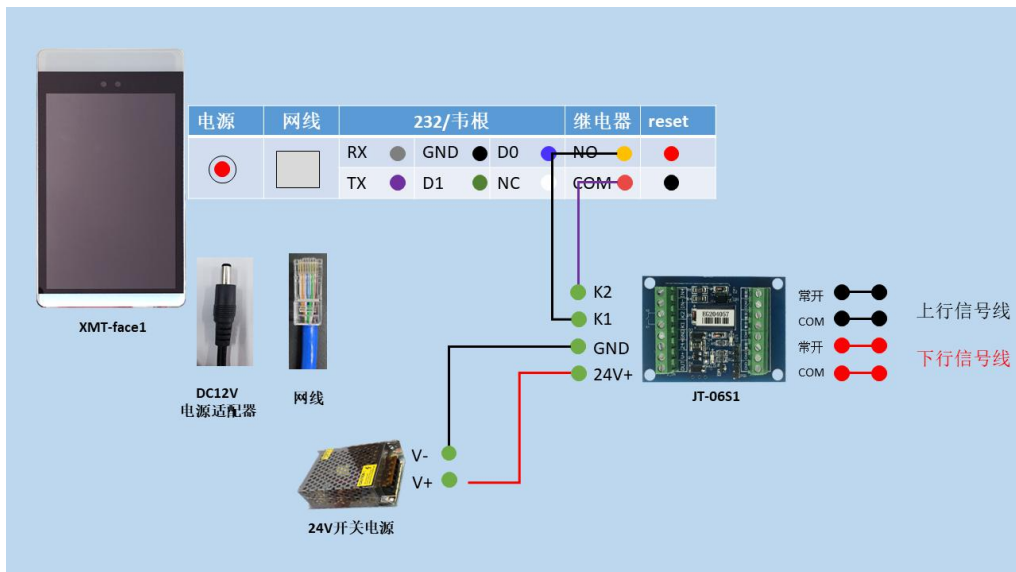 电源 网线 232/韦根 继电器 reset
RX GND D0 NO
TX D1 NC COM
XMT-face1
DC12V
电源适配器
网线
K2
K1
GND
24V+
EG204057
JT-06S1
常开
COM
常开
COM
上行信号线
下行信号线
V-
V+
24V开关电源